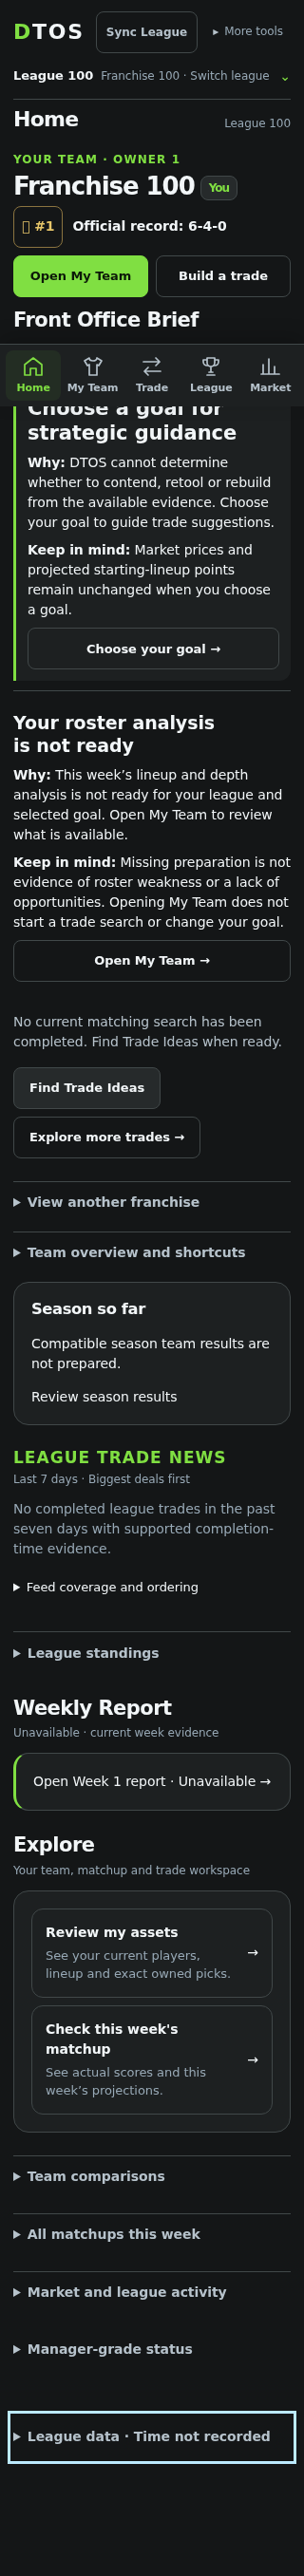 DTOS
Sync League
▸ More tools
League 100 Franchise 100 · Switch league ⌄
Home
League 100
YOUR TEAM · OWNER 1
Franchise 100 You
#1 Official record: 6-4-0
Open My Team
Build a trade
Front Office Brief
Home
My Team
Trade
League
Market
Choose a goal for
strategic guidance
Why: DTOS cannot determine
whether to contend, retool or rebuild
from the available evidence. Choose
your goal to guide trade suggestions.
Keep in mind: Market prices and
projected starting-lineup points
remain unchanged when you choose
a goal.
Choose your goal →
Your roster analysis
is not ready
Why: This week’s lineup and depth
analysis is not ready for your league and
selected goal. Open My Team to review
what is available.
Keep in mind: Missing preparation is not
evidence of roster weakness or a lack of
opportunities. Opening My Team does not
start a trade search or change your goal.
Open My Team →
No current matching search has been
completed. Find Trade Ideas when ready.
Find Trade Ideas
Explore more trades →
▶ View another franchise
▶ Team overview and shortcuts
Season so far
Compatible season team results are
not prepared.
Review season results
LEAGUE TRADE NEWS
Last 7 days · Biggest deals first
No completed league trades in the past
seven days with supported completion-
time evidence.
▶ Feed coverage and ordering
▶ League standings
Weekly Report
Unavailable · current week evidence
Open Week 1 report · Unavailable →
Explore
Your team, matchup and trade workspace
Review my assets
See your current players,
lineup and exact owned picks.
→
Check this week's
matchup
See actual scores and this
week’s projections.
→
▶ Team comparisons
▶ All matchups this week
▶ Market and league activity
▶ Manager-grade status
▶ League data · Time not recorded